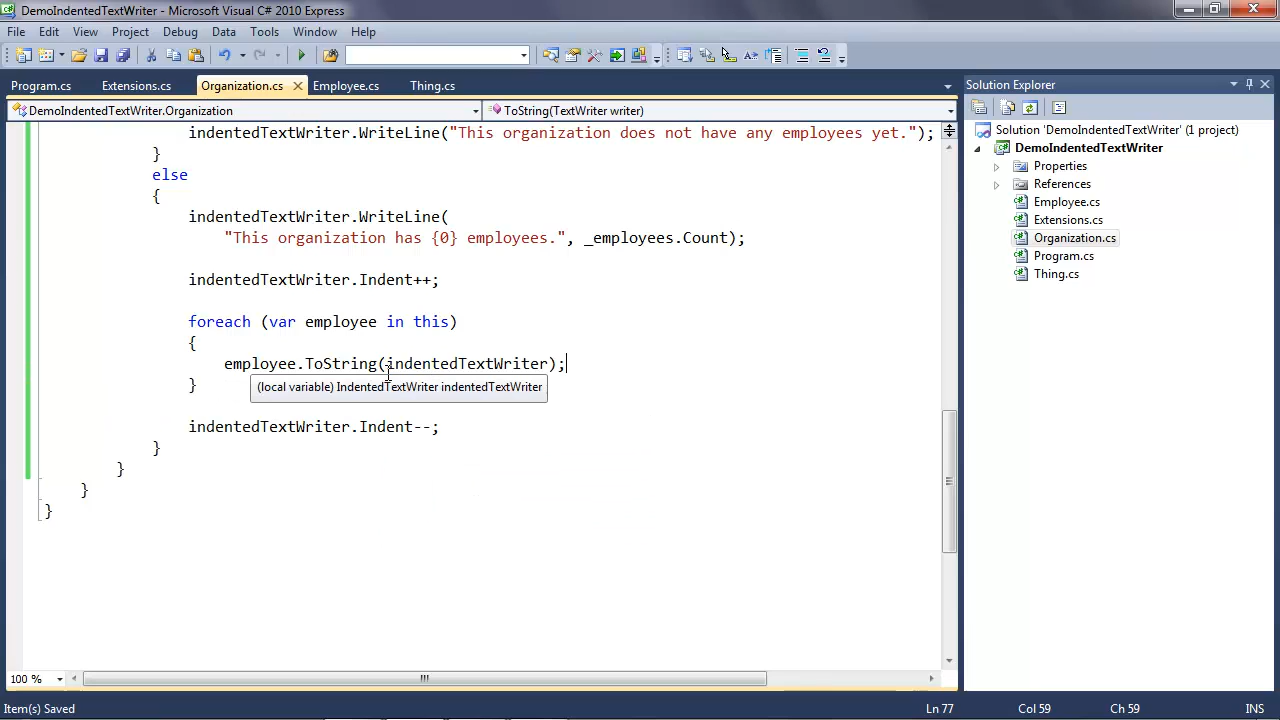 DemoIndentedTextWriter - Microsoft Visual C# 2010 Express
File Edit View Project Debug Data Tools Window Help
Program.cs Extensions.cs Organization.cs Employee.cs Thing.cs
DemoIndentedTextWriter.Organization ToString(TextWriter writer)
indentedTextWriter.WriteLine("This organization does not have any employees yet.");
}
else
{
indentedTextWriter.WriteLine(
"This organization has {0} employees.", _employees.Count);
indentedTextWriter.Indent++;
foreach (var employee in this)
{
employee.ToString(indentedTextWriter);
}
(local variable) IndentedTextWriter indentedTextWriter
indentedTextWriter.Indent--;
}
}
}
}
100 %
Solution Explorer
Solution 'DemoIndentedTextWriter' (1 project)
DemoIndentedTextWriter
Properties
References
Employee.cs
Extensions.cs
Organization.cs
Program.cs
Thing.cs
Item(s) Saved Ln 77 Col 59 Ch 59 INS